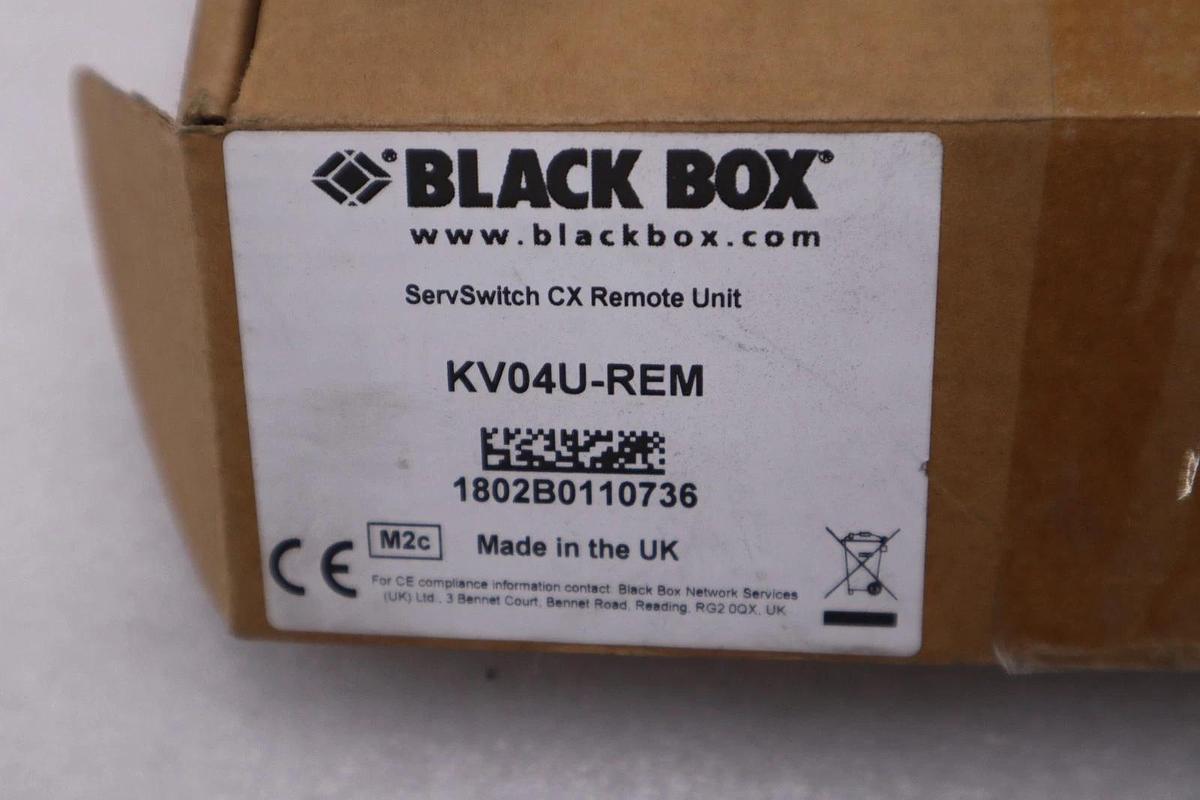 BLACK BOX®
www.blackbox.com
ServSwitch CX Remote Unit
KV04U-REM
1802B0110736
CE M2c Made in the UK
For CE compliance information contact. Black Box Network Services
(UK) Ltd., 3 Bennet Court, Bennet Road, Reading. RG2 0QX, UK